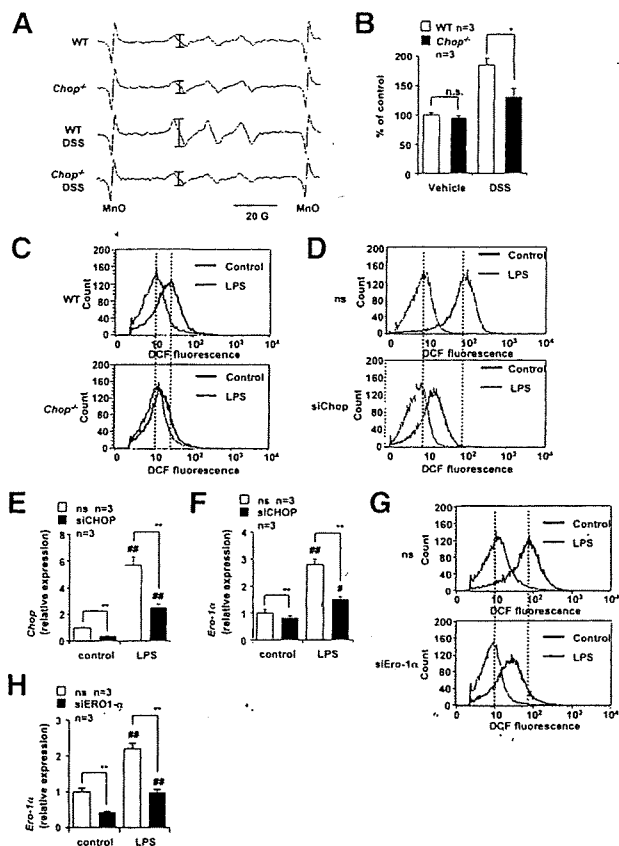 A
WT
Chop-/-
WT
DSS
Chop-/-
DSS
MnO
20 G
MnO
B
WT n=3
Chop-/-
n=3
% of control
200
150
100
50
0
n.s.
*
Vehicle
DSS
C
WT
Count
200
160
120
80
40
0
Control
LPS
0
10²
10³
10⁴
DCF fluorescence
Chop-/-
Count
200
160
120
80
40
0
Control
LPS
0
10
10²
10³
10⁴
DCF fluorescence
D
ns
Count
200
160
120
80
40
0
Control
LPS
0
10
10²
10³
10⁴
DCF fluorescence
siChop
Count
200
160
120
80
40
0
Control
LPS
0
10
10²
10³
10⁴
DCF fluorescence
E
ns n=3
siCHOP
n=3
Chop
(relative expression)
8
6
4
2
0
**
##
**
##
control
LPS
F
ns n=3
siCHOP
n=3
Ero-1α
(relative expression)
4
3
2
1
0
**
##
**
#
control
LPS
G
ns
Count
200
160
120
80
40
0
Control
LPS
0
10
10²
10³
10⁴
DCF fluorescence
siEro-1α
Count
200
160
120
80
40
0
Control
LPS
0
10
10²
10³
10⁴
DCF fluorescence
H
ns n=3
siERO1-α
n=3
Ero-1α
(relative expression)
3
2
1
0
**
##
**
##
control
LPS